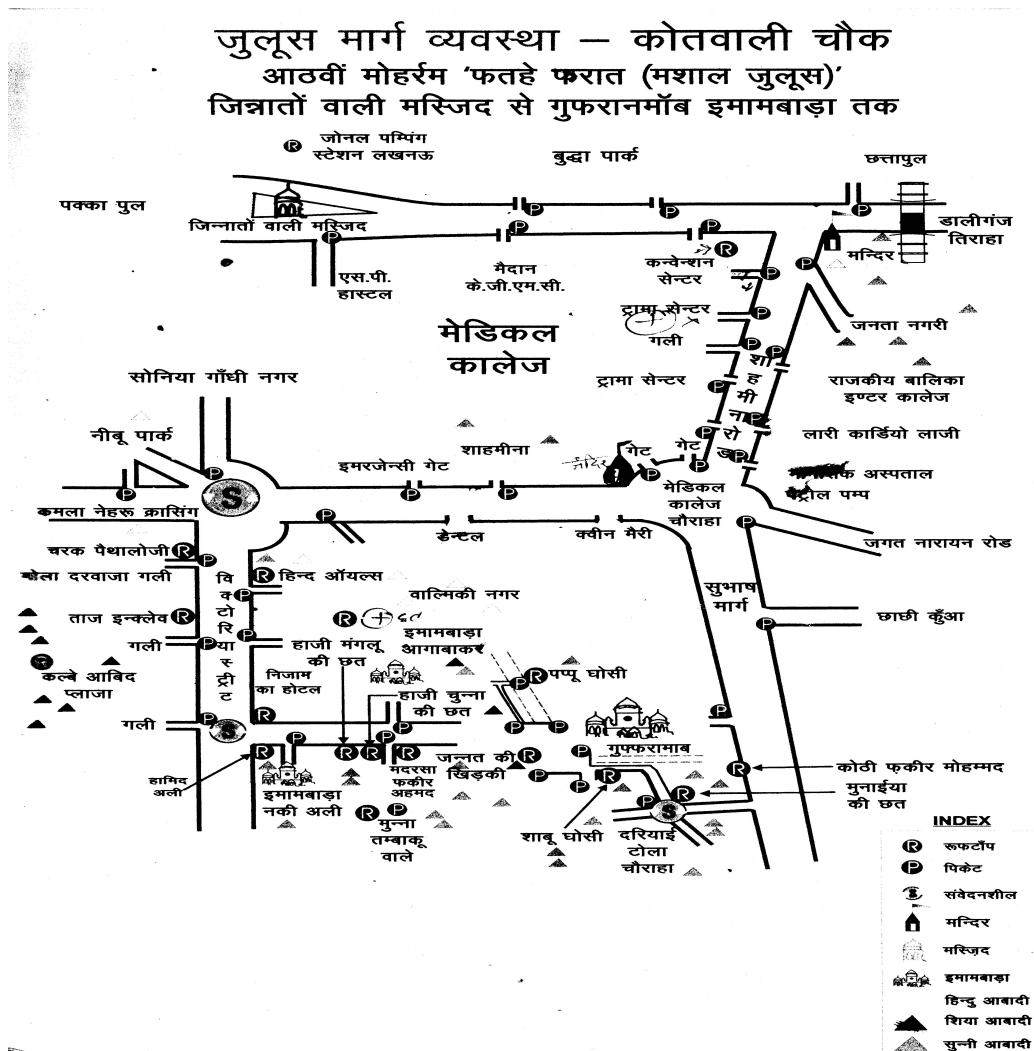 जुलूस मार्ग व्यवस्था – कोतवाली चौक
आठवीं मोहर्रम 'फतहे फरात (मशाल जुलूस)'
जिन्नातों वाली मस्जिद से गुफरानमॉब इमामबाड़ा तक
R जोनल पम्पिंग
स्टेशन लखनऊ
बुद्धा पार्क
छत्तापुल
पक्का पुल
जिन्नातों वाली मस्जिद
डालीगंज
तिराहा
मन्दिर
एस.पी.
हास्टल
मैदान
के.जी.एम.सी.
कन्वेन्शन
सेन्टर
ट्रामा सेन्टर
गली
जनता नगरी
मेडिकल
कालेज
सोनिया गाँधी नगर
ट्रामा सेन्टर
राजकीय बालिका
इण्टर कालेज
शाहमीना रोड
नीबू पार्क
शाहमीना
लारी कार्डियो लाजी
इमरजेन्सी गेट
मंदिर
गेट
गेट
अस्पताल
पेट्रोल पम्प
मेडिकल
कालेज
चौराहा
S
कमला नेहरू क्रासिंग
डेन्टल
क्वीन मैरी
जगत नारायन रोड
चरक पैथालोजी R
गोला दरवाजा गली
R हिन्द ऑयल्स
विक्टोरिया स्ट्रीट
सुभाष
मार्ग
वाल्मिकी नगर
ताज इन्क्लेव R
छाछी कुँआ
गली
हाजी मंगलू
की छत
इमामबाड़ा
आगाबाकर
कल्बे आबिद
प्लाजा
निजाम
का होटल
पप्पू घोसी
हाजी चुन्ना
की छत
गली
S
गुफ्फरामाब
हामिद
अली
इमामबाड़ा
नकी अली
मदरसा
फकीर
अहमद
जन्नत की
खिड़की
कोठी फ़कीर मोहम्मद
मुनाईया
की छत
मुन्ना
तम्बाकू
वाले
शाबू घोसी
S
दरियाई
टोला
चौराहा
INDEX
R रूफटॉप
P पिकेट
S संवेदनशील
मन्दिर
मस्जिद
इमामबाड़ा
हिन्दु आबादी
शिया आबादी
सुन्नी आबादी